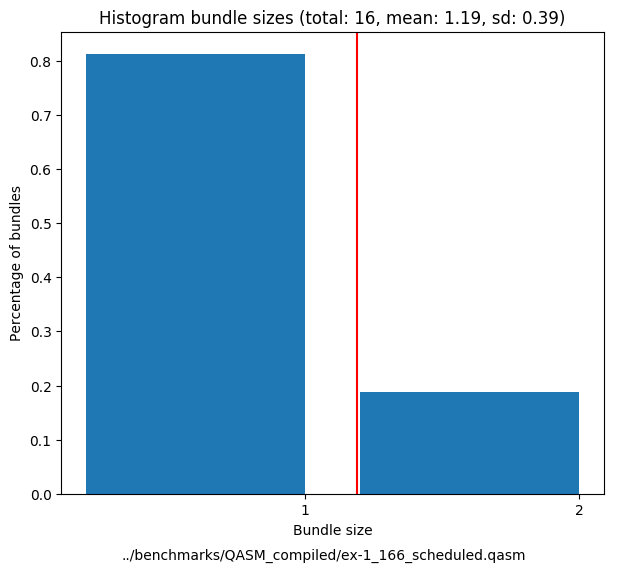 Histogram bundle sizes (total: 16, mean: 1.19, sd: 0.39)
0.8
0.7
0.6
0.5
0.4
0.3
0.2
0.1
0.0
Percentage of bundles
1 2
Bundle size
../benchmarks/QASM_compiled/ex-1_166_scheduled.qasm